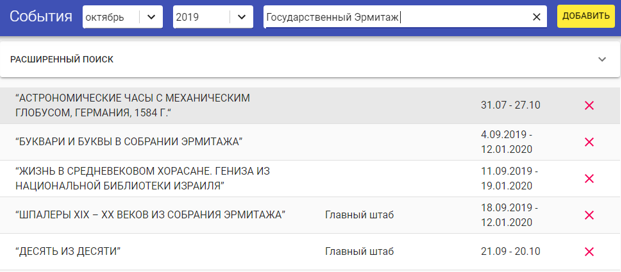 События октябрь 2019 Государственный Эрмитаж ДОБАВИТЬ
РАСШИРЕННЫЙ ПОИСК
“АСТРОНОМИЧЕСКИЕ ЧАСЫ С МЕХАНИЧЕСКИМ
ГЛОБУСОМ, ГЕРМАНИЯ, 1584 Г.“
31.07 - 27.10
“БУКВАРИ И БУКВЫ В СОБРАНИИ ЭРМИТАЖА”
4.09.2019 -
12.01.2020
“ЖИЗНЬ В СРЕДНЕВЕКОВОМ ХОРАСАНЕ. ГЕНИЗА ИЗ
НАЦИОНАЛЬНОЙ БИБЛИОТЕКИ ИЗРАИЛЯ”
11.09.2019 -
19.01.2020
“ШПАЛЕРЫ XIX – XX ВЕКОВ ИЗ СОБРАНИЯ ЭРМИТАЖА”
Главный штаб
18.09.2019 -
12.01.2020
“ДЕСЯТЬ ИЗ ДЕСЯТИ”
Главный штаб
21.09 - 20.10